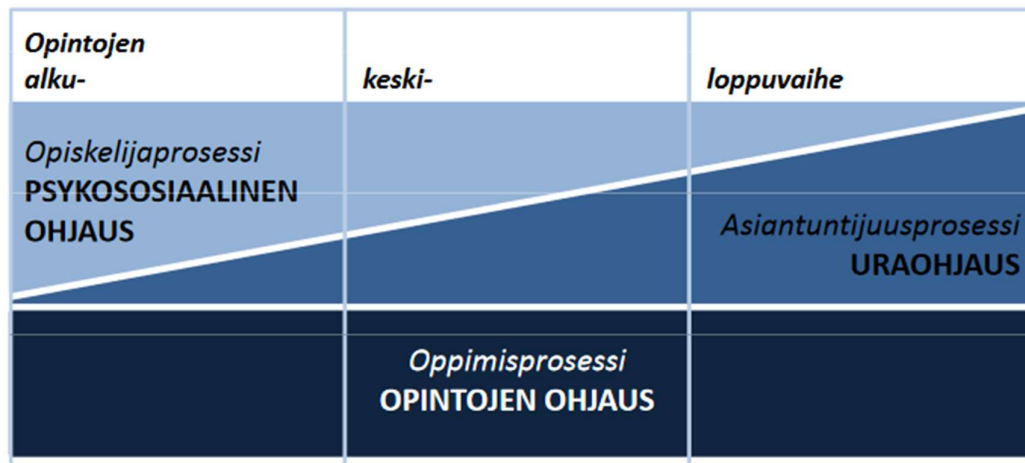 Opintojen
alku-
keski-
loppuvaihe
Opiskelijaprosessi
PSYKOSOSIAALINEN
OHJAUS
Asiantuntijuusprosessi
URAOHJAUS
Oppimisprosessi
OPINTOJEN OHJAUS